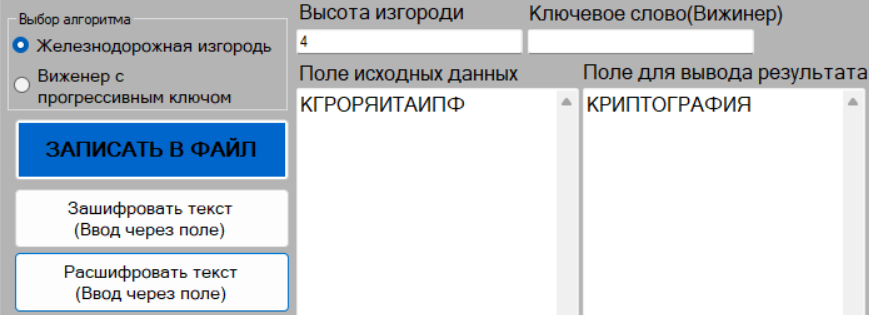 Выбор алгоритма
Железнодорожная изгородь
Виженер с
прогрессивным ключом
ЗАПИСАТЬ В ФАЙЛ
Зашифровать текст
(Ввод через поле)
Расшифровать текст
(Ввод через поле)
Высота изгороди
4
Ключевое слово(Вижинер)
Поле исходных данных
КГРОРЯИТАИПФ
Поле для вывода результата
КРИПТОГРАФИЯ